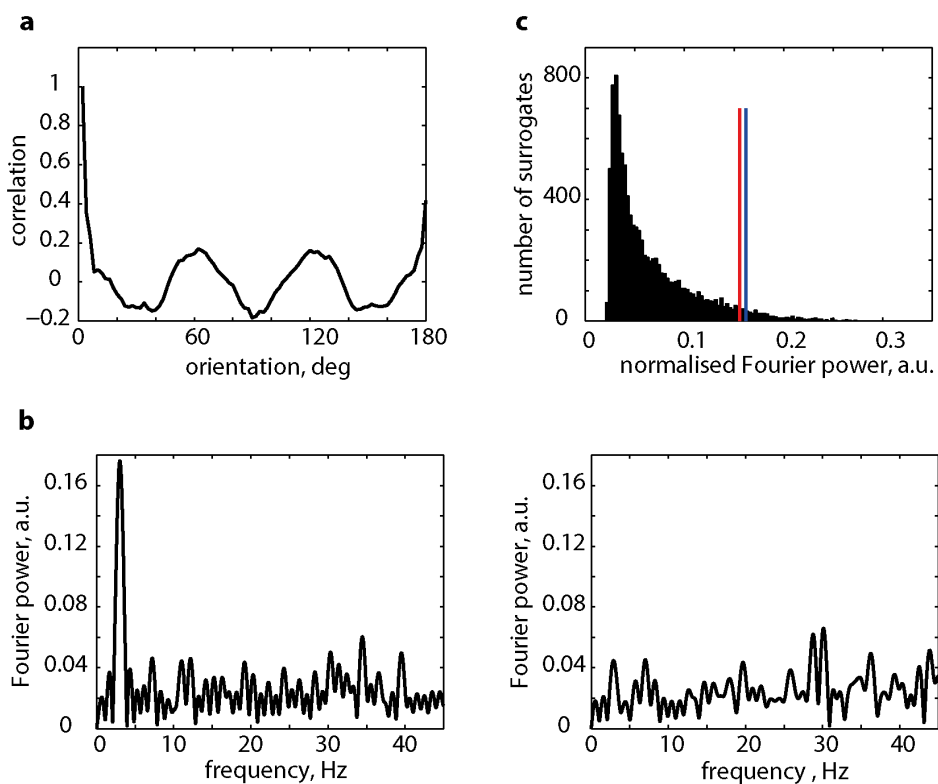 a
correlation
1
0.8
0.6
0.4
0.2
0
−0.2
0 60 120 180
orientation, deg
c
number of surrogates
800
400
0
0 0.1 0.2 0.3
normalised Fourier power, a.u.
b
Fourier power, a.u.
0.16
0.12
0.08
0.04
0
0 10 20 30 40
frequency, Hz
Fourier power, a.u.
0.16
0.12
0.08
0.04
0
0 10 20 30 40
frequency , Hz